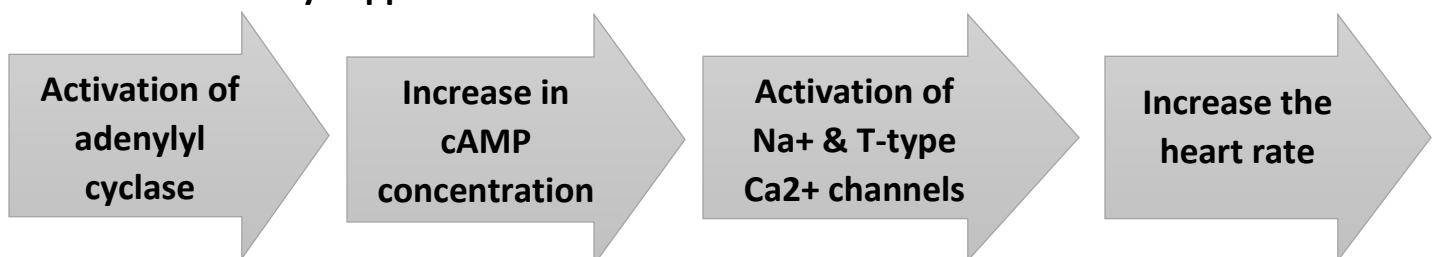 Activation of
adenylyl
cyclase
Increase in
cAMP
concentration
Activation of
Na+ & T-type
Ca2+ channels
Increase the
heart rate